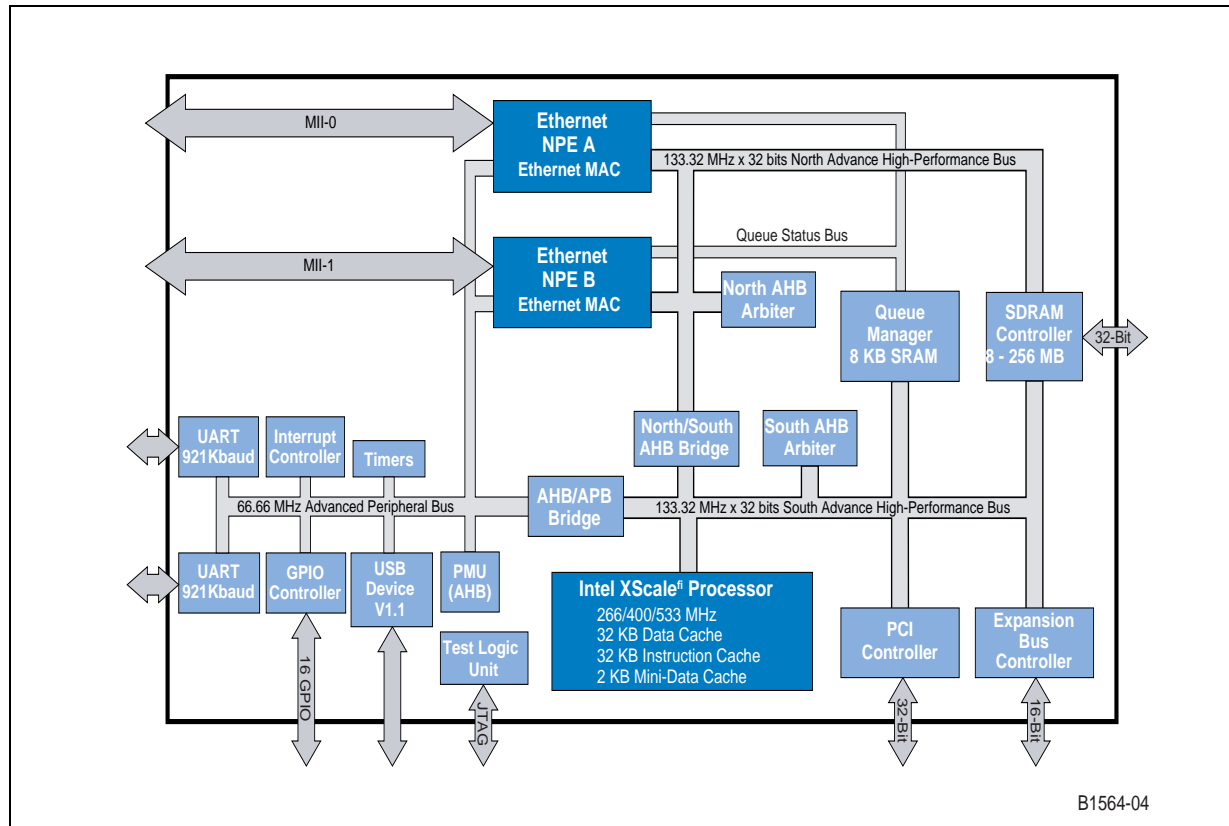 MII-0
Ethernet
NPE A
Ethernet MAC
133.32 MHz x 32 bits North Advance High-Performance Bus
Queue Status Bus
MII-1
Ethernet
NPE B
Ethernet MAC
North AHB
Arbiter
Queue
Manager
8 KB SRAM
SDRAM
Controller
8 - 256 MB
32-Bit
UART
921Kbaud
Interrupt
Controller
Timers
North/South
AHB Bridge
South AHB
Arbiter
66.66 MHz Advanced Peripheral Bus
AHB/APB
Bridge
133.32 MHz x 32 bits South Advance High-Performance Bus
UART
921Kbaud
GPIO
Controller
USB
Device
V1.1
PMU
(AHB)
Intel XScaleﬁ Processor
266/400/533 MHz
32 KB Data Cache
32 KB Instruction Cache
2 KB Mini-Data Cache
PCI
Controller
Expansion
Bus
Controller
Test Logic
Unit
16 GPIO
JTAG
32-Bit
16-Bit
B1564-04